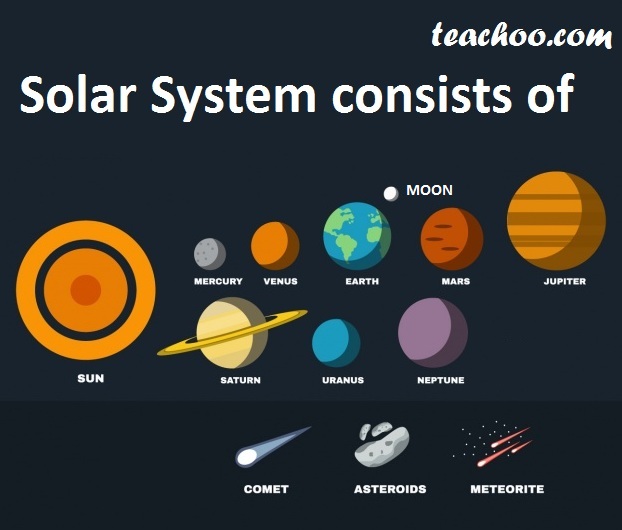 teachoo.com
Solar System consists of
MOON
MERCURY VENUS EARTH MARS JUPITER
SUN SATURN URANUS NEPTUNE
COMET ASTEROIDS METEORITE